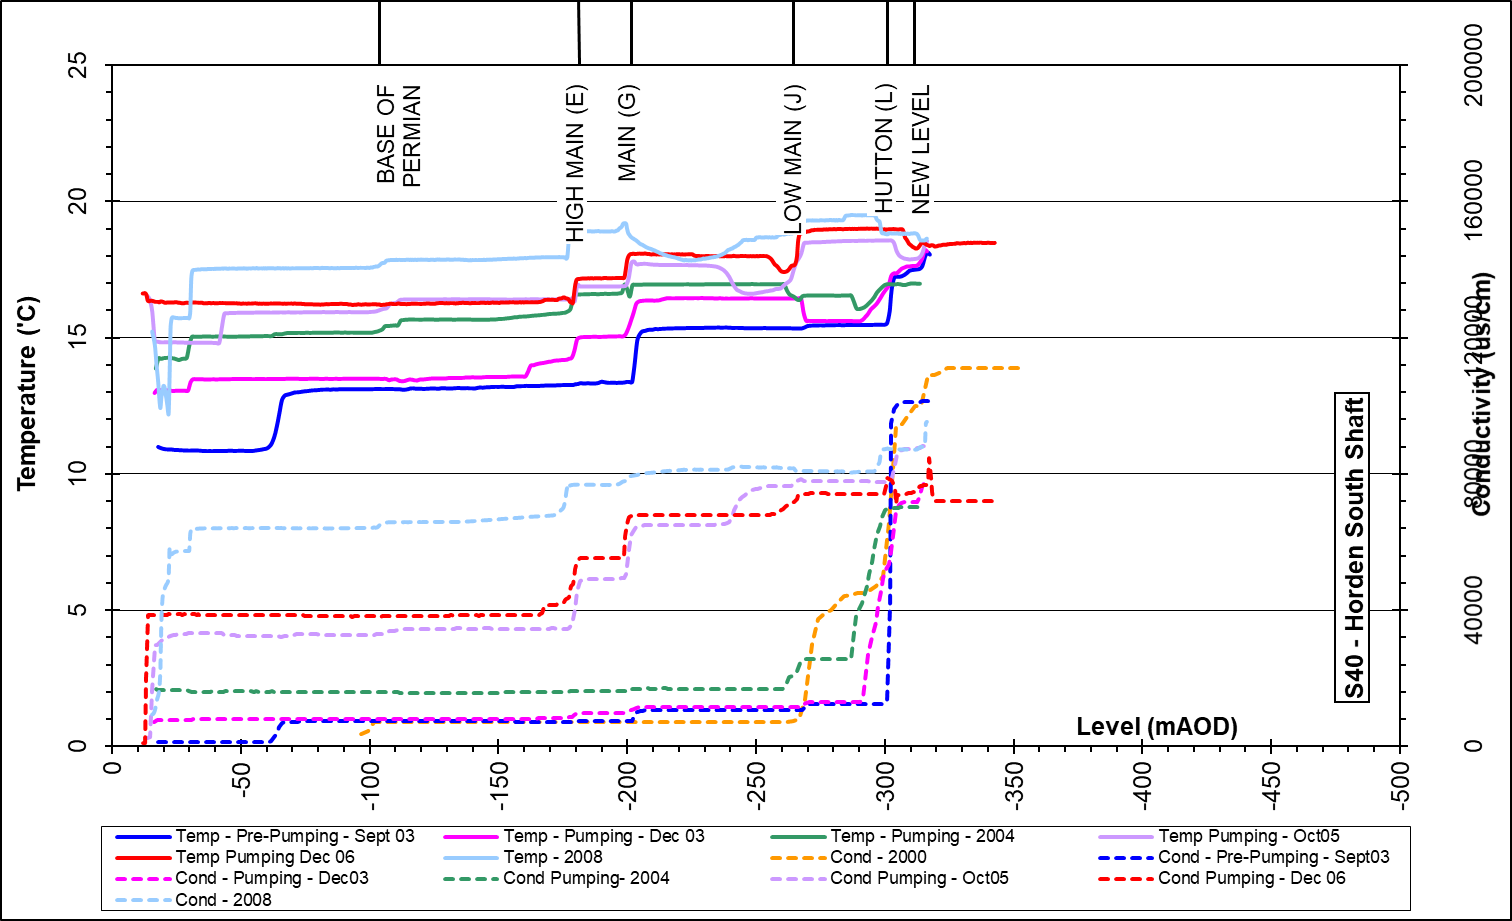 25
20
15
10
5
0
Temperature ('C)
BASE OF
PERMIAN
HIGH MAIN (E)
MAIN (G)
LOW MAIN (J)
HUTTON (L)
NEW LEVEL
200000
160000
120000
80000
40000
0
Conductivity (us/cm)
S40 - Horden South Shaft
Level (mAOD)
0
-50
-100
-150
-200
-250
-300
-350
-400
-450
-500
Temp - Pre-Pumping - Sept 03
Temp - Pumping - Dec 03
Temp - Pumping - 2004
Temp Pumping - Oct05
Temp Pumping Dec 06
Temp - 2008
Cond - 2000
Cond - Pre-Pumping - Sept03
Cond - Pumping - Dec03
Cond Pumping- 2004
Cond Pumping - Oct05
Cond Pumping - Dec 06
Cond - 2008